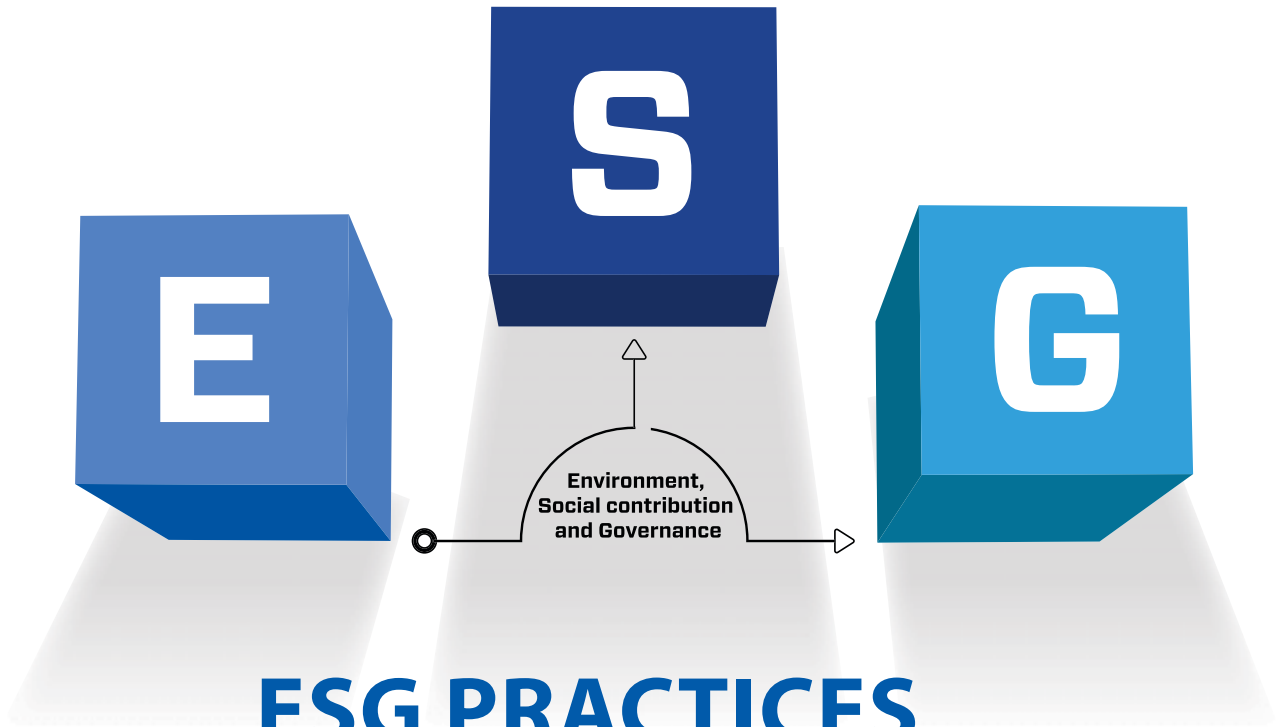 S
E
G
Environment,
Social contribution
and Governance
ESG PRACTICES